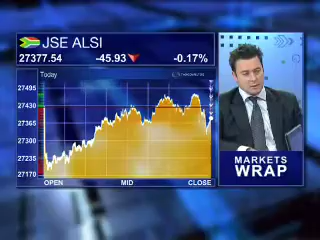 JSE ALSI
27377.54 -45.93 -0.17%
Today
27495
27430
27365
27300
27235
27170
OPEN MID CLOSE
MARKETS
WRAP